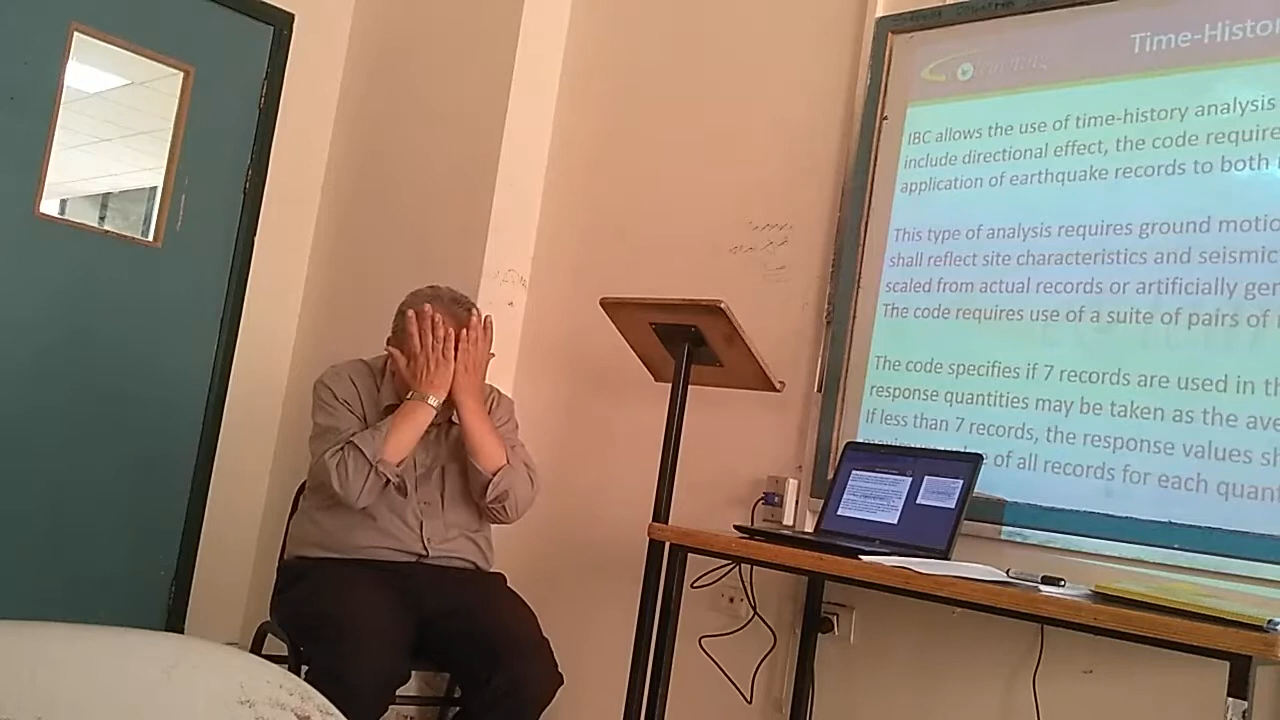 Time-Histor
IBC allows the use of time-history analysis
include directional effect, the code require
application of earthquake records to both
This type of analysis requires ground motio
shall reflect site characteristics and seismic
scaled from actual records or artificially ger
The code requires use of a suite of pairs of
The code specifies if 7 records are used in th
response quantities may be taken as the ave
If less than 7 records, the response values sh
of all records for each quant